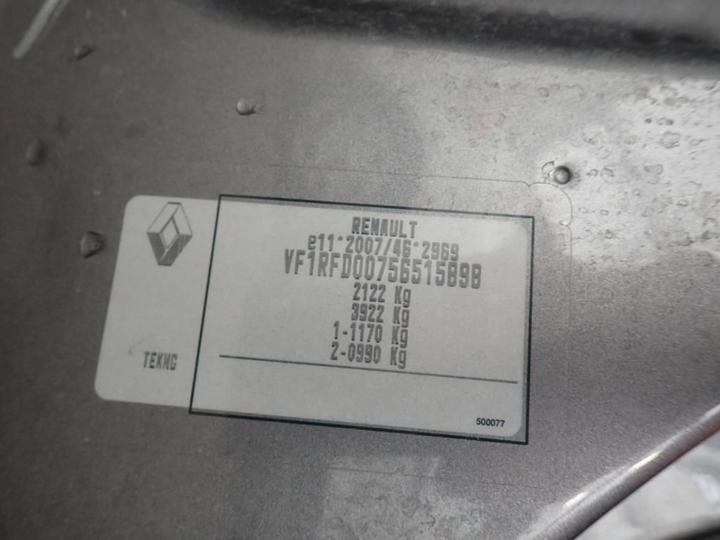 RENAULT
e11*2007/46*2969
VF1RFD00756515898
2122 Kg
3922 Kg
1-1170 Kg
2-0990 Kg
TEKNG
500077